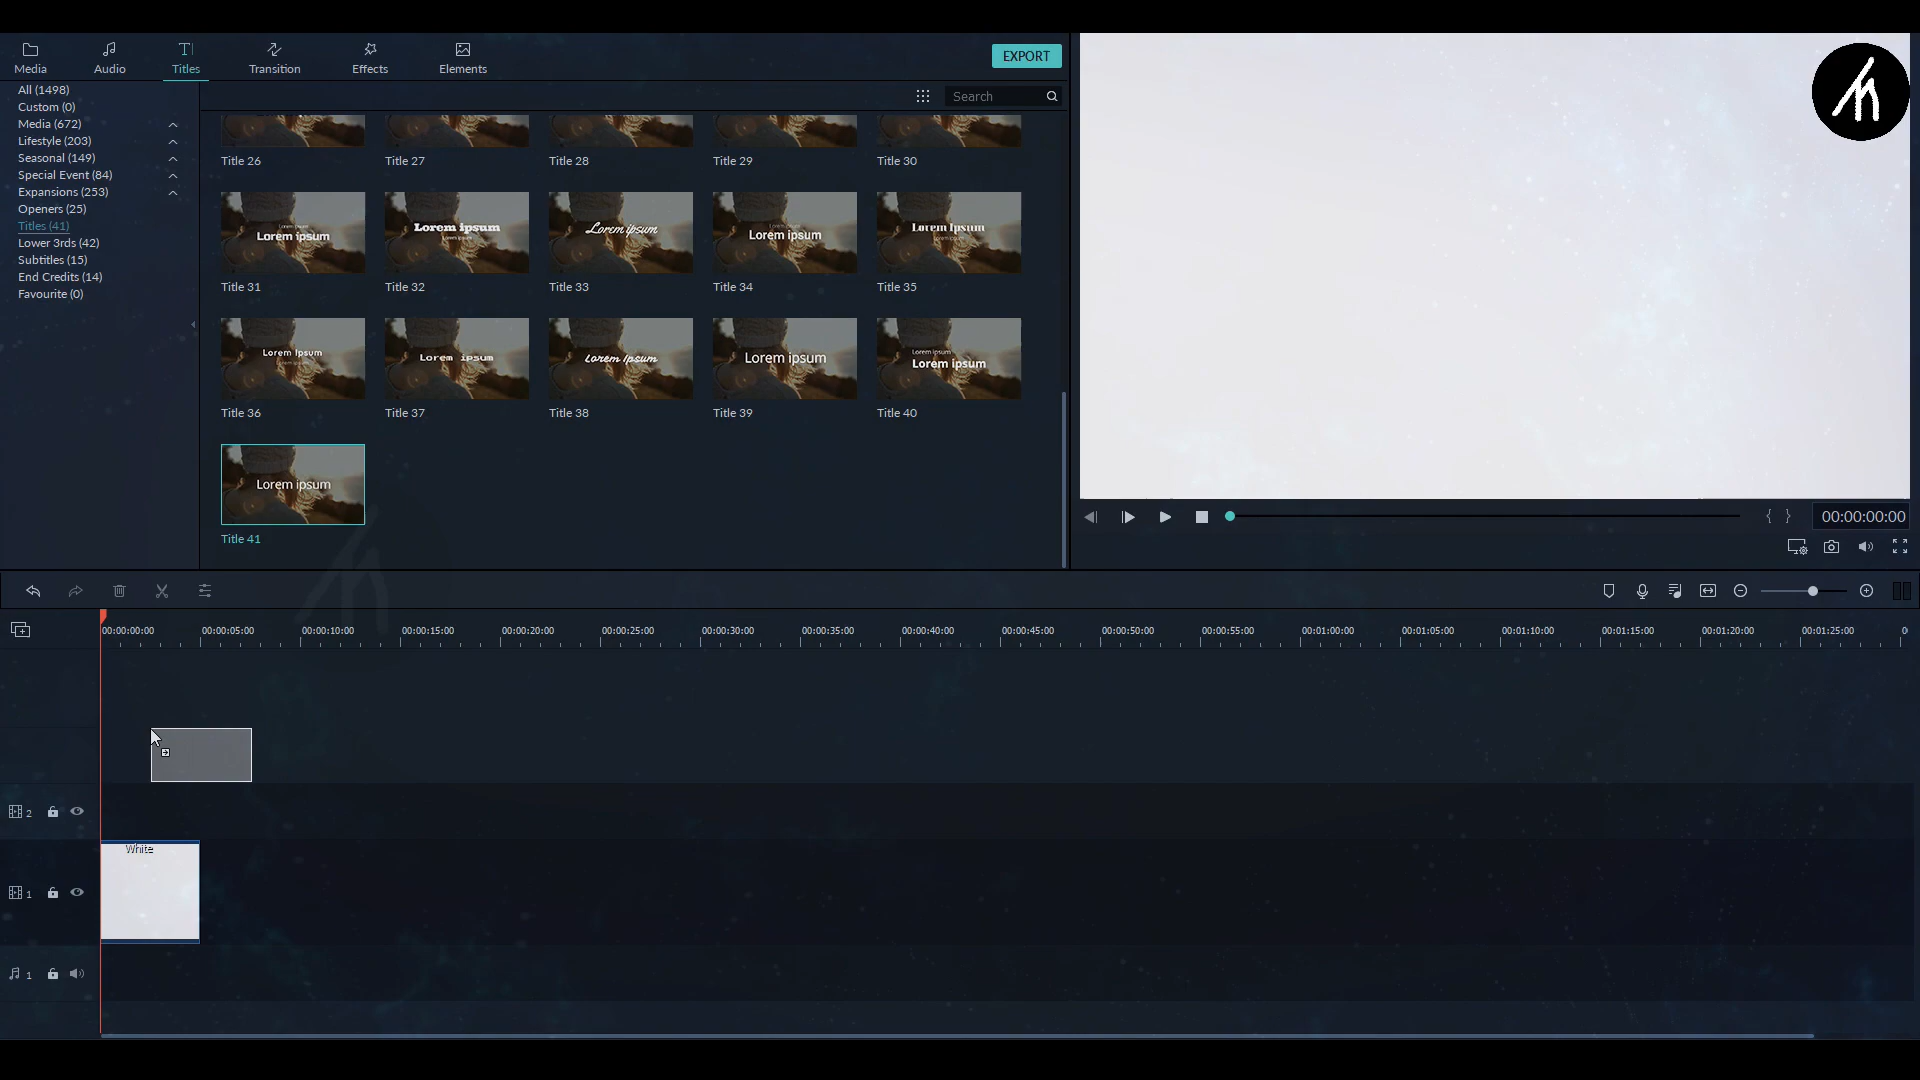 Media
Audio
Titles
Transition
Effects
Elements
EXPORT
Search
All (1498)
Custom (0)
Media (672)
Lifestyle (203)
Seasonal (149)
Special Event (84)
Expansions (253)
Openers (25)
Titles (41)
Lower 3rds (42)
Subtitles (15)
End Credits (14)
Favourite (0)
Title 26
Title 27
Title 28
Title 29
Title 30
Lorem ipsum
Lorem ipsum
Lorem ipsum
Lorem ipsum
Lorem ipsum
Title 31
Title 32
Title 33
Title 34
Title 35
Lorem Ipsum
Lorem ipsum
Lorem Ipsum
Lorem ipsum
Lorem ipsum
Lorem ipsum
Title 36
Title 37
Title 38
Title 39
Title 40
Lorem ipsum
Title 41
00:00:00:00
00:00:00:00
00:00:05:00
00:00:10:00
00:00:15:00
00:00:20:00
00:00:25:00
00:00:30:00
00:00:35:00
00:00:40:00
00:00:45:00
00:00:50:00
00:00:55:00
00:01:00:00
00:01:05:00
00:01:10:00
00:01:15:00
00:01:20:00
00:01:25:00
2
White
1
1